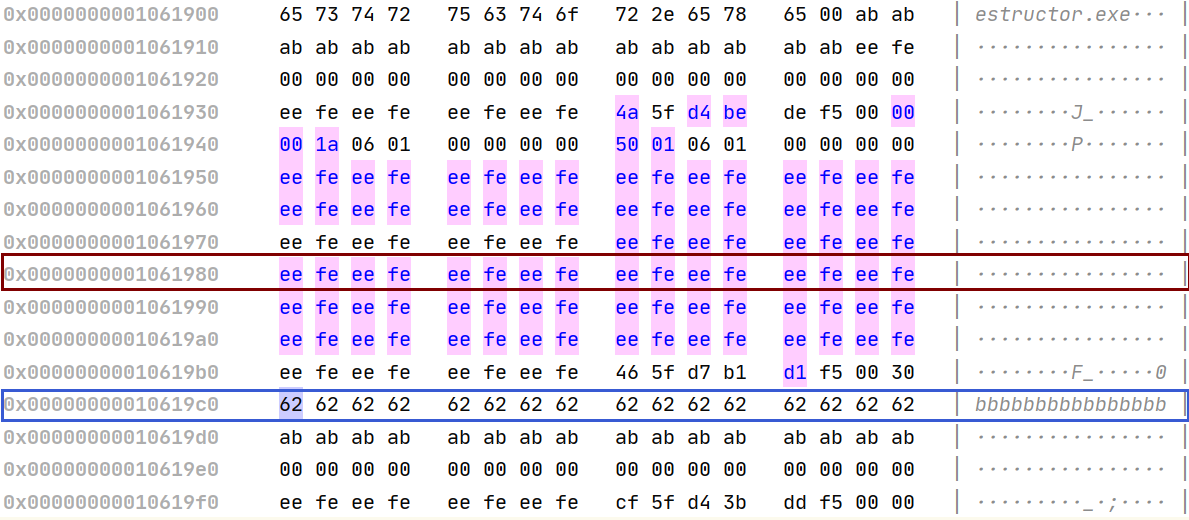 0x0000000001061900 65 73 74 72 75 63 74 6f 72 2e 65 78 65 00 ab ab | estructor.exe··· |
0x0000000001061910 ab ab ab ab ab ab ab ab ab ab ab ab ab ab ee fe | ················ |
0x0000000001061920 00 00 00 00 00 00 00 00 00 00 00 00 00 00 00 00 | ················ |
0x0000000001061930 ee fe ee fe ee fe ee fe 4a 5f d4 be de f5 00 00 | ········J_······ |
0x0000000001061940 00 1a 06 01 00 00 00 00 50 01 06 01 00 00 00 00 | ········P······· |
0x0000000001061950 ee fe ee fe ee fe ee fe ee fe ee fe ee fe ee fe | ················ |
0x0000000001061960 ee fe ee fe ee fe ee fe ee fe ee fe ee fe ee fe | ················ |
0x0000000001061970 ee fe ee fe ee fe ee fe ee fe ee fe ee fe ee fe | ················ |
0x0000000001061980 ee fe ee fe ee fe ee fe ee fe ee fe ee fe ee fe | ················ |
0x0000000001061990 ee fe ee fe ee fe ee fe ee fe ee fe ee fe ee fe | ················ |
0x00000000010619a0 ee fe ee fe ee fe ee fe ee fe ee fe ee fe ee fe | ················ |
0x00000000010619b0 ee fe ee fe ee fe ee fe 46 5f d7 b1 d1 f5 00 30 | ········F_·····0 |
0x00000000010619c0 62 62 62 62 62 62 62 62 62 62 62 62 62 62 62 62 | bbbbbbbbbbbbbbbb |
0x00000000010619d0 ab ab ab ab ab ab ab ab ab ab ab ab ab ab ab ab | ················ |
0x00000000010619e0 00 00 00 00 00 00 00 00 00 00 00 00 00 00 00 00 | ················ |
0x00000000010619f0 ee fe ee fe ee fe ee fe cf 5f d4 3b dd f5 00 00 | ·········_·;···· |